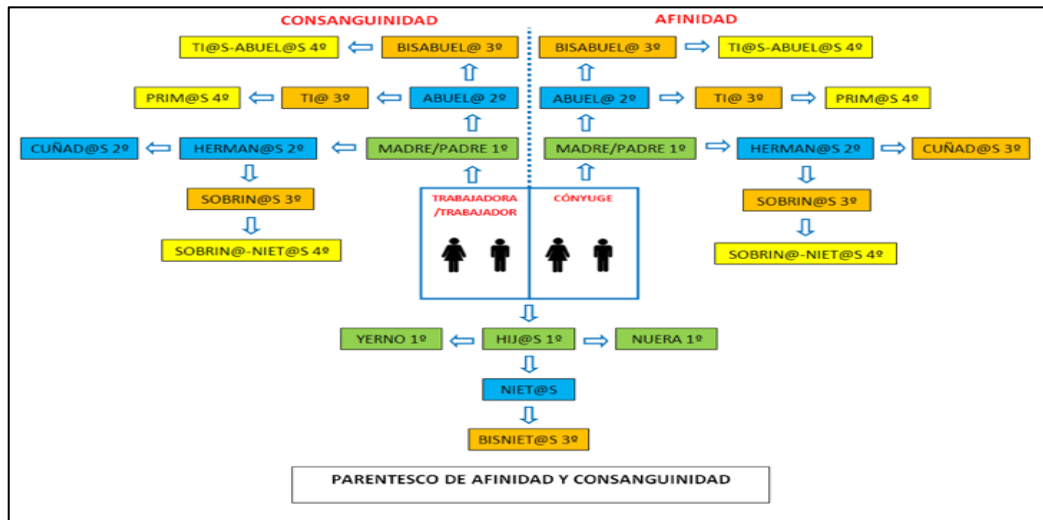 CONSANGUINIDAD AFINIDAD
TI@S-ABUEL@S 4º BISABUEL@ 3º BISABUEL@ 3º TI@S-ABUEL@S 4º
PRIM@S 4º TI@ 3º ABUEL@ 2º ABUEL@ 2º TI@ 3º PRIM@S 4º
CUÑAD@S 2º HERMAN@S 2º MADRE/PADRE 1º MADRE/PADRE 1º HERMAN@S 2º CUÑAD@S 3º
SOBRIN@S 3º TRABAJADORA CÓNYUGE SOBRIN@S 3º
/TRABAJADOR
SOBRIN@-NIET@S 4º SOBRIN@-NIET@S 4º
YERNO 1º HIJ@S 1º NUERA 1º
NIET@S
BISNIET@S 3º
PARENTESCO DE AFINIDAD Y CONSANGUINIDAD